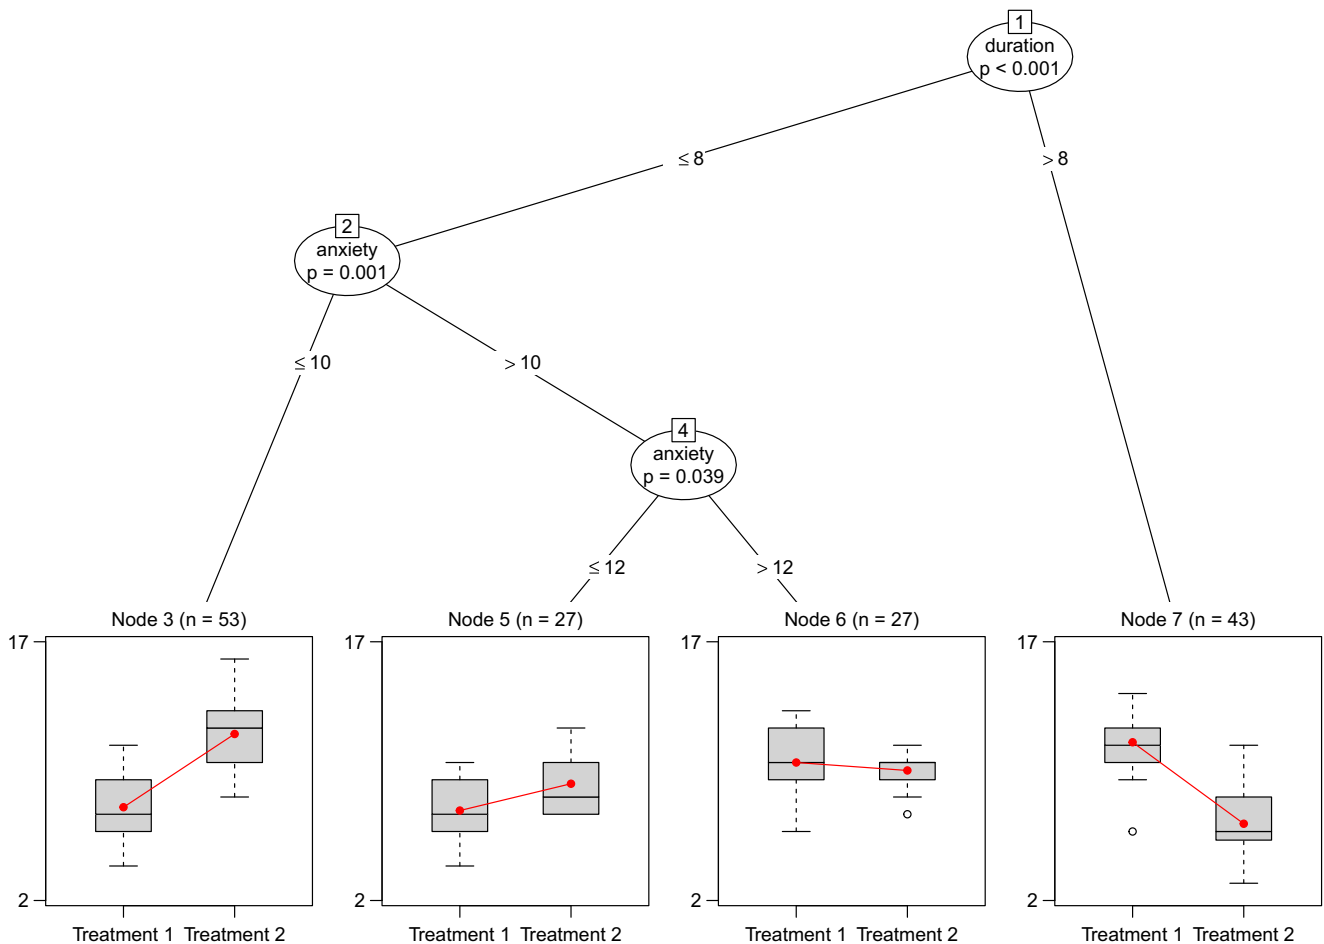 1
duration
p < 0.001
≤ 8
> 8
2
anxiety
p = 0.001
≤ 10
> 10
4
anxiety
p = 0.039
≤ 12
> 12
Node 3 (n = 53)
17
2
Treatment 1 Treatment 2
Node 5 (n = 27)
17
2
Treatment 1 Treatment 2
Node 6 (n = 27)
17
2
Treatment 1 Treatment 2
Node 7 (n = 43)
17
2
Treatment 1 Treatment 2